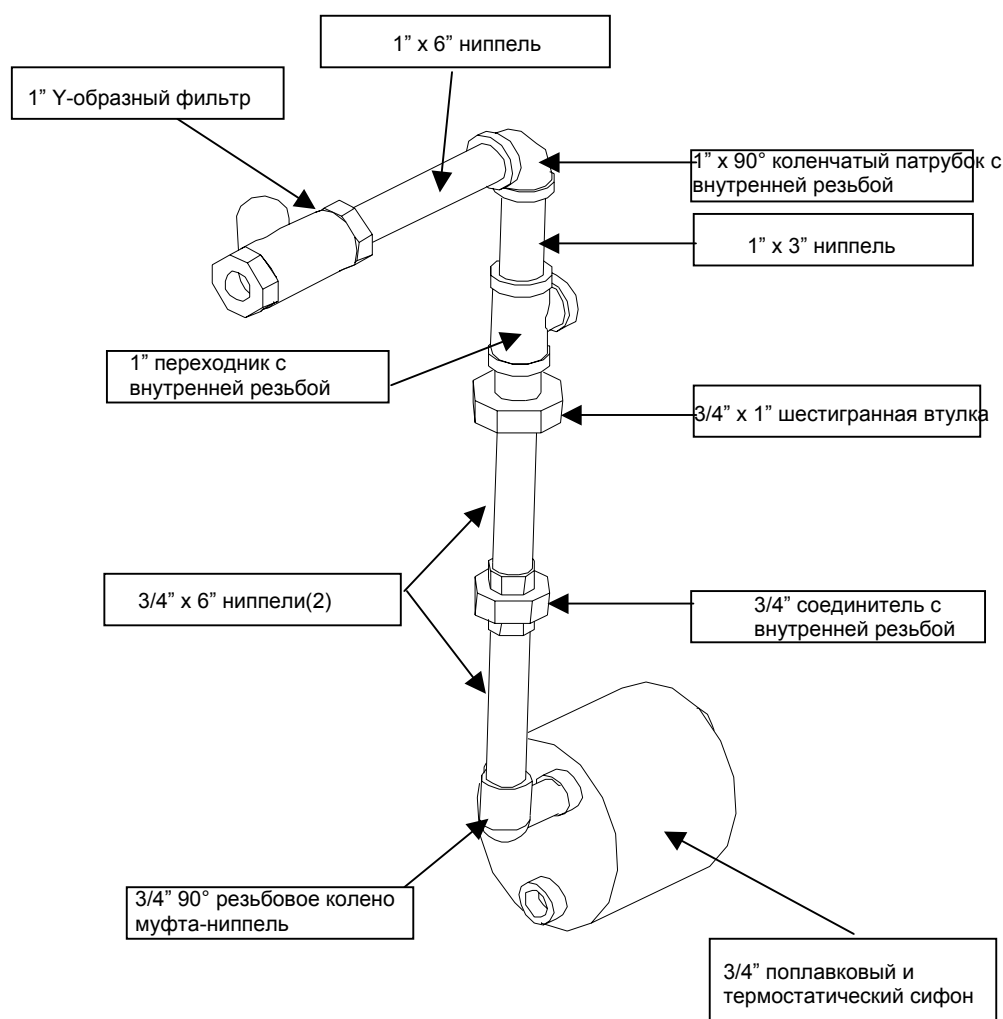 1” x 6” ниппель
1” Y-образный фильтр
1” x 90° коленчатый патрубок с
внутренней резьбой
1” x 3” ниппель
1” переходник с
внутренней резьбой
3/4” x 1” шестигранная втулка
3/4” x 6” ниппели(2)
3/4” соединитель с
внутренней резьбой
3/4” 90° резьбовое колено
муфта-ниппель
3/4” поплавковый и
термостатический сифон